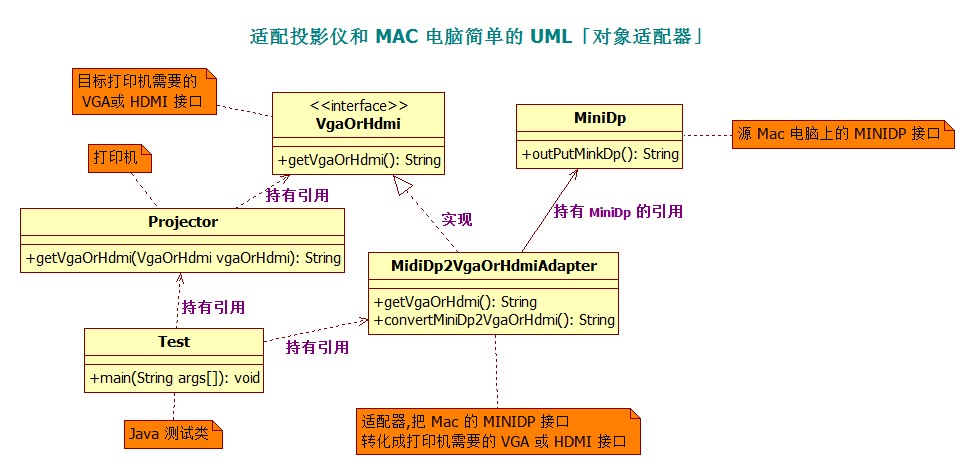 适配投影仪和 MAC 电脑简单的 UML「对象适配器」
目标打印机需要的
VGA或 HDMI 接口
<<interface>>
VgaOrHdmi
+getVgaOrHdmi(): String
MiniDp
+outPutMinkDp(): String
源 Mac 电脑上的 MINIDP 接口
打印机
持有引用
Projector
+getVgaOrHdmi(VgaOrHdmi vgaOrHdmi): String
实现
持有 MiniDp 的引用
MidiDp2VgaOrHdmiAdapter
+getVgaOrHdmi(): String
+convertMiniDp2VgaOrHdmi(): String
持有引用
Test
+main(String args[]): void
持有引用
Java 测试类
适配器,把 Mac 的 MINIDP 接口
转化成打印机需要的 VGA 或 HDMI 接口